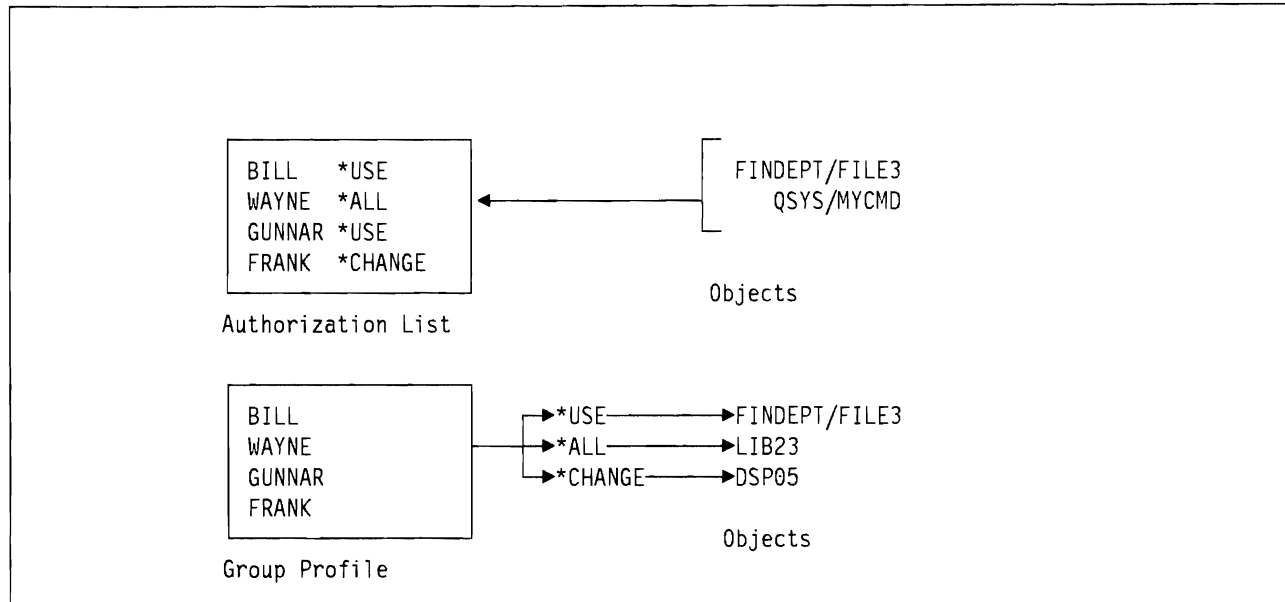 BILL *USE
WAYNE *ALL
GUNNAR *USE
FRANK *CHANGE
FINDEPT/FILE3
QSYS/MYCMD
Objects
Authorization List
BILL
WAYNE
GUNNAR
FRANK
*USE FINDEPT/FILE3
*ALL LIB23
*CHANGE DSP05
Objects
Group Profile